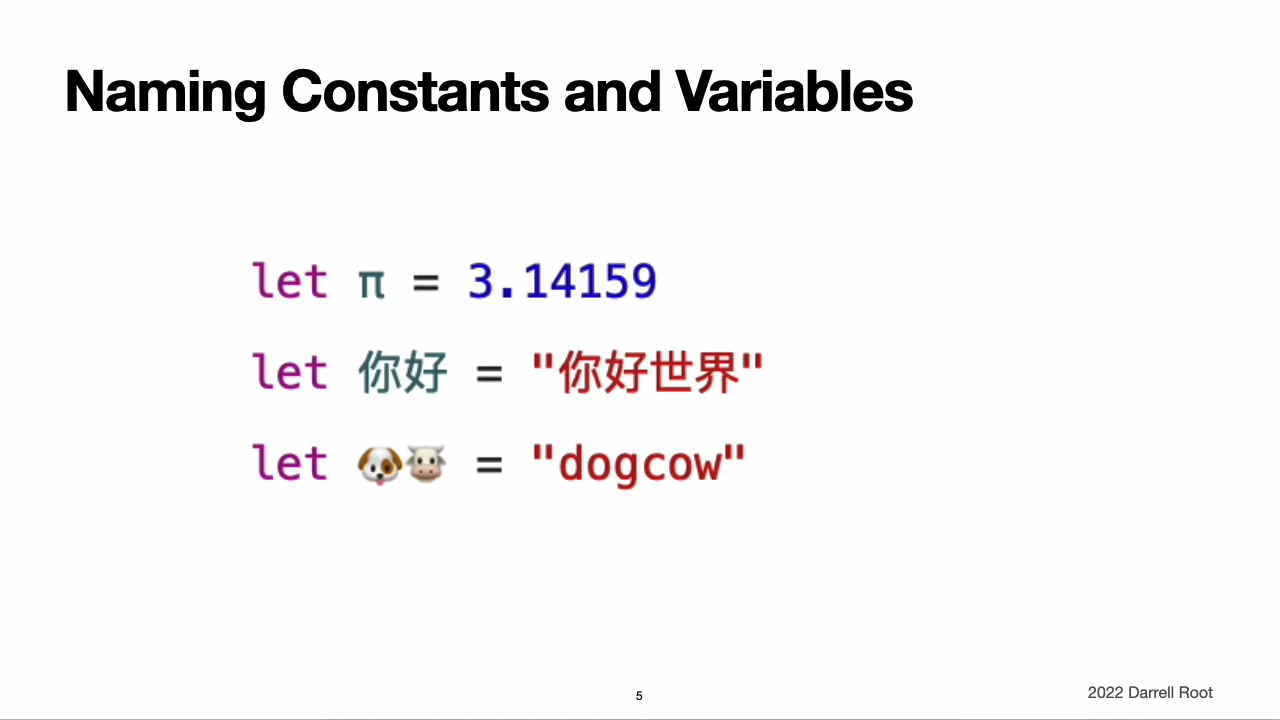 Naming Constants and Variables
let π = 3.14159
let 你好 = "你好世界"
let 🐶🐮 = "dogcow"
5
2022 Darrell Root